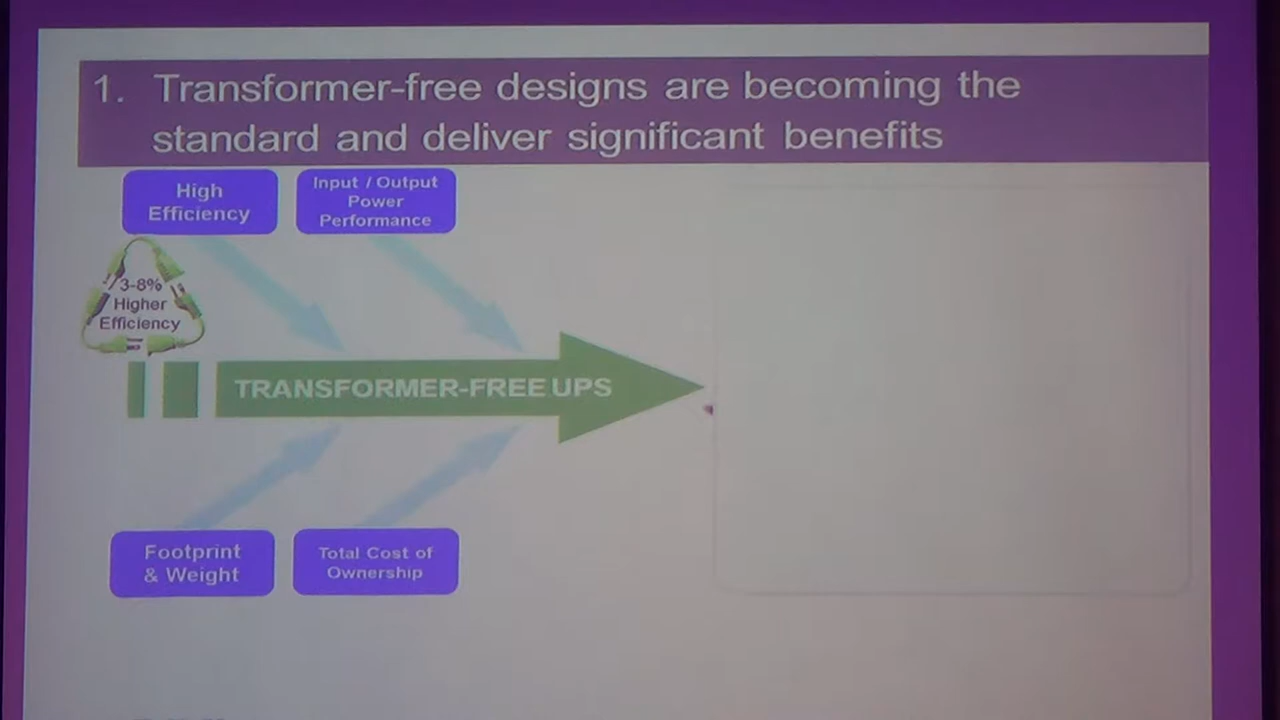 1. Transformer-free designs are becoming the
standard and deliver significant benefits
High
Efficiency
Input / Output
Power
Performance
3-8%
Higher
Efficiency
TRANSFORMER-FREE UPS
Footprint
& Weight
Total Cost of
Ownership